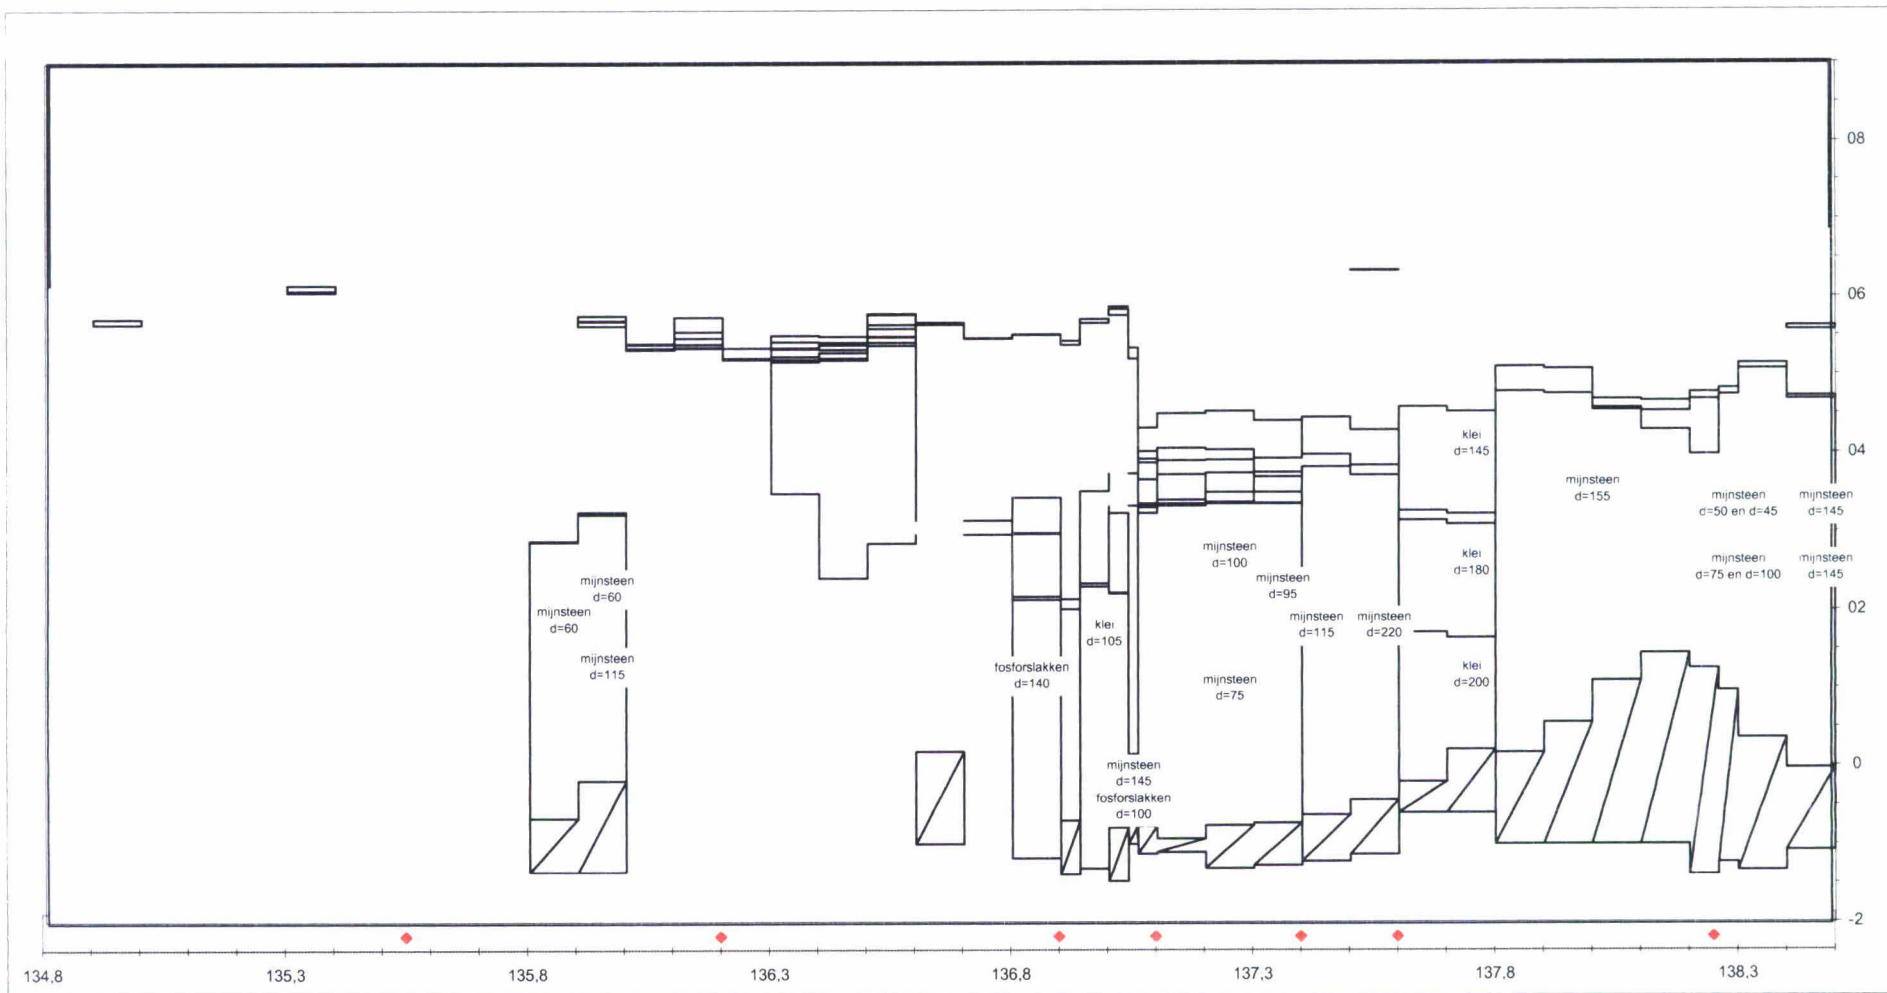 08
06
04
klei
d=145
mijnsteen
d=155
mijnsteen
d=50 en d=45
mijnsteen
d=145
mijnsteen
d=100
klei
d=180
mijnsteen
d=75 en d=100
mijnsteen
d=145
mijnsteen
d=60
mijnsteen
d=95
mijnsteen
d=60
02
klei
d=105
mijnsteen
d=115
mijnsteen
d=220
mijnsteen
d=115
fosforslakken
d=140
mijnsteen
d=75
klei
d=200
0
mijnsteen
d=145
fosforslakken
d=100
-2
134,8 135,3 135,8 136,3 136,8 137,3 137,8 138,3